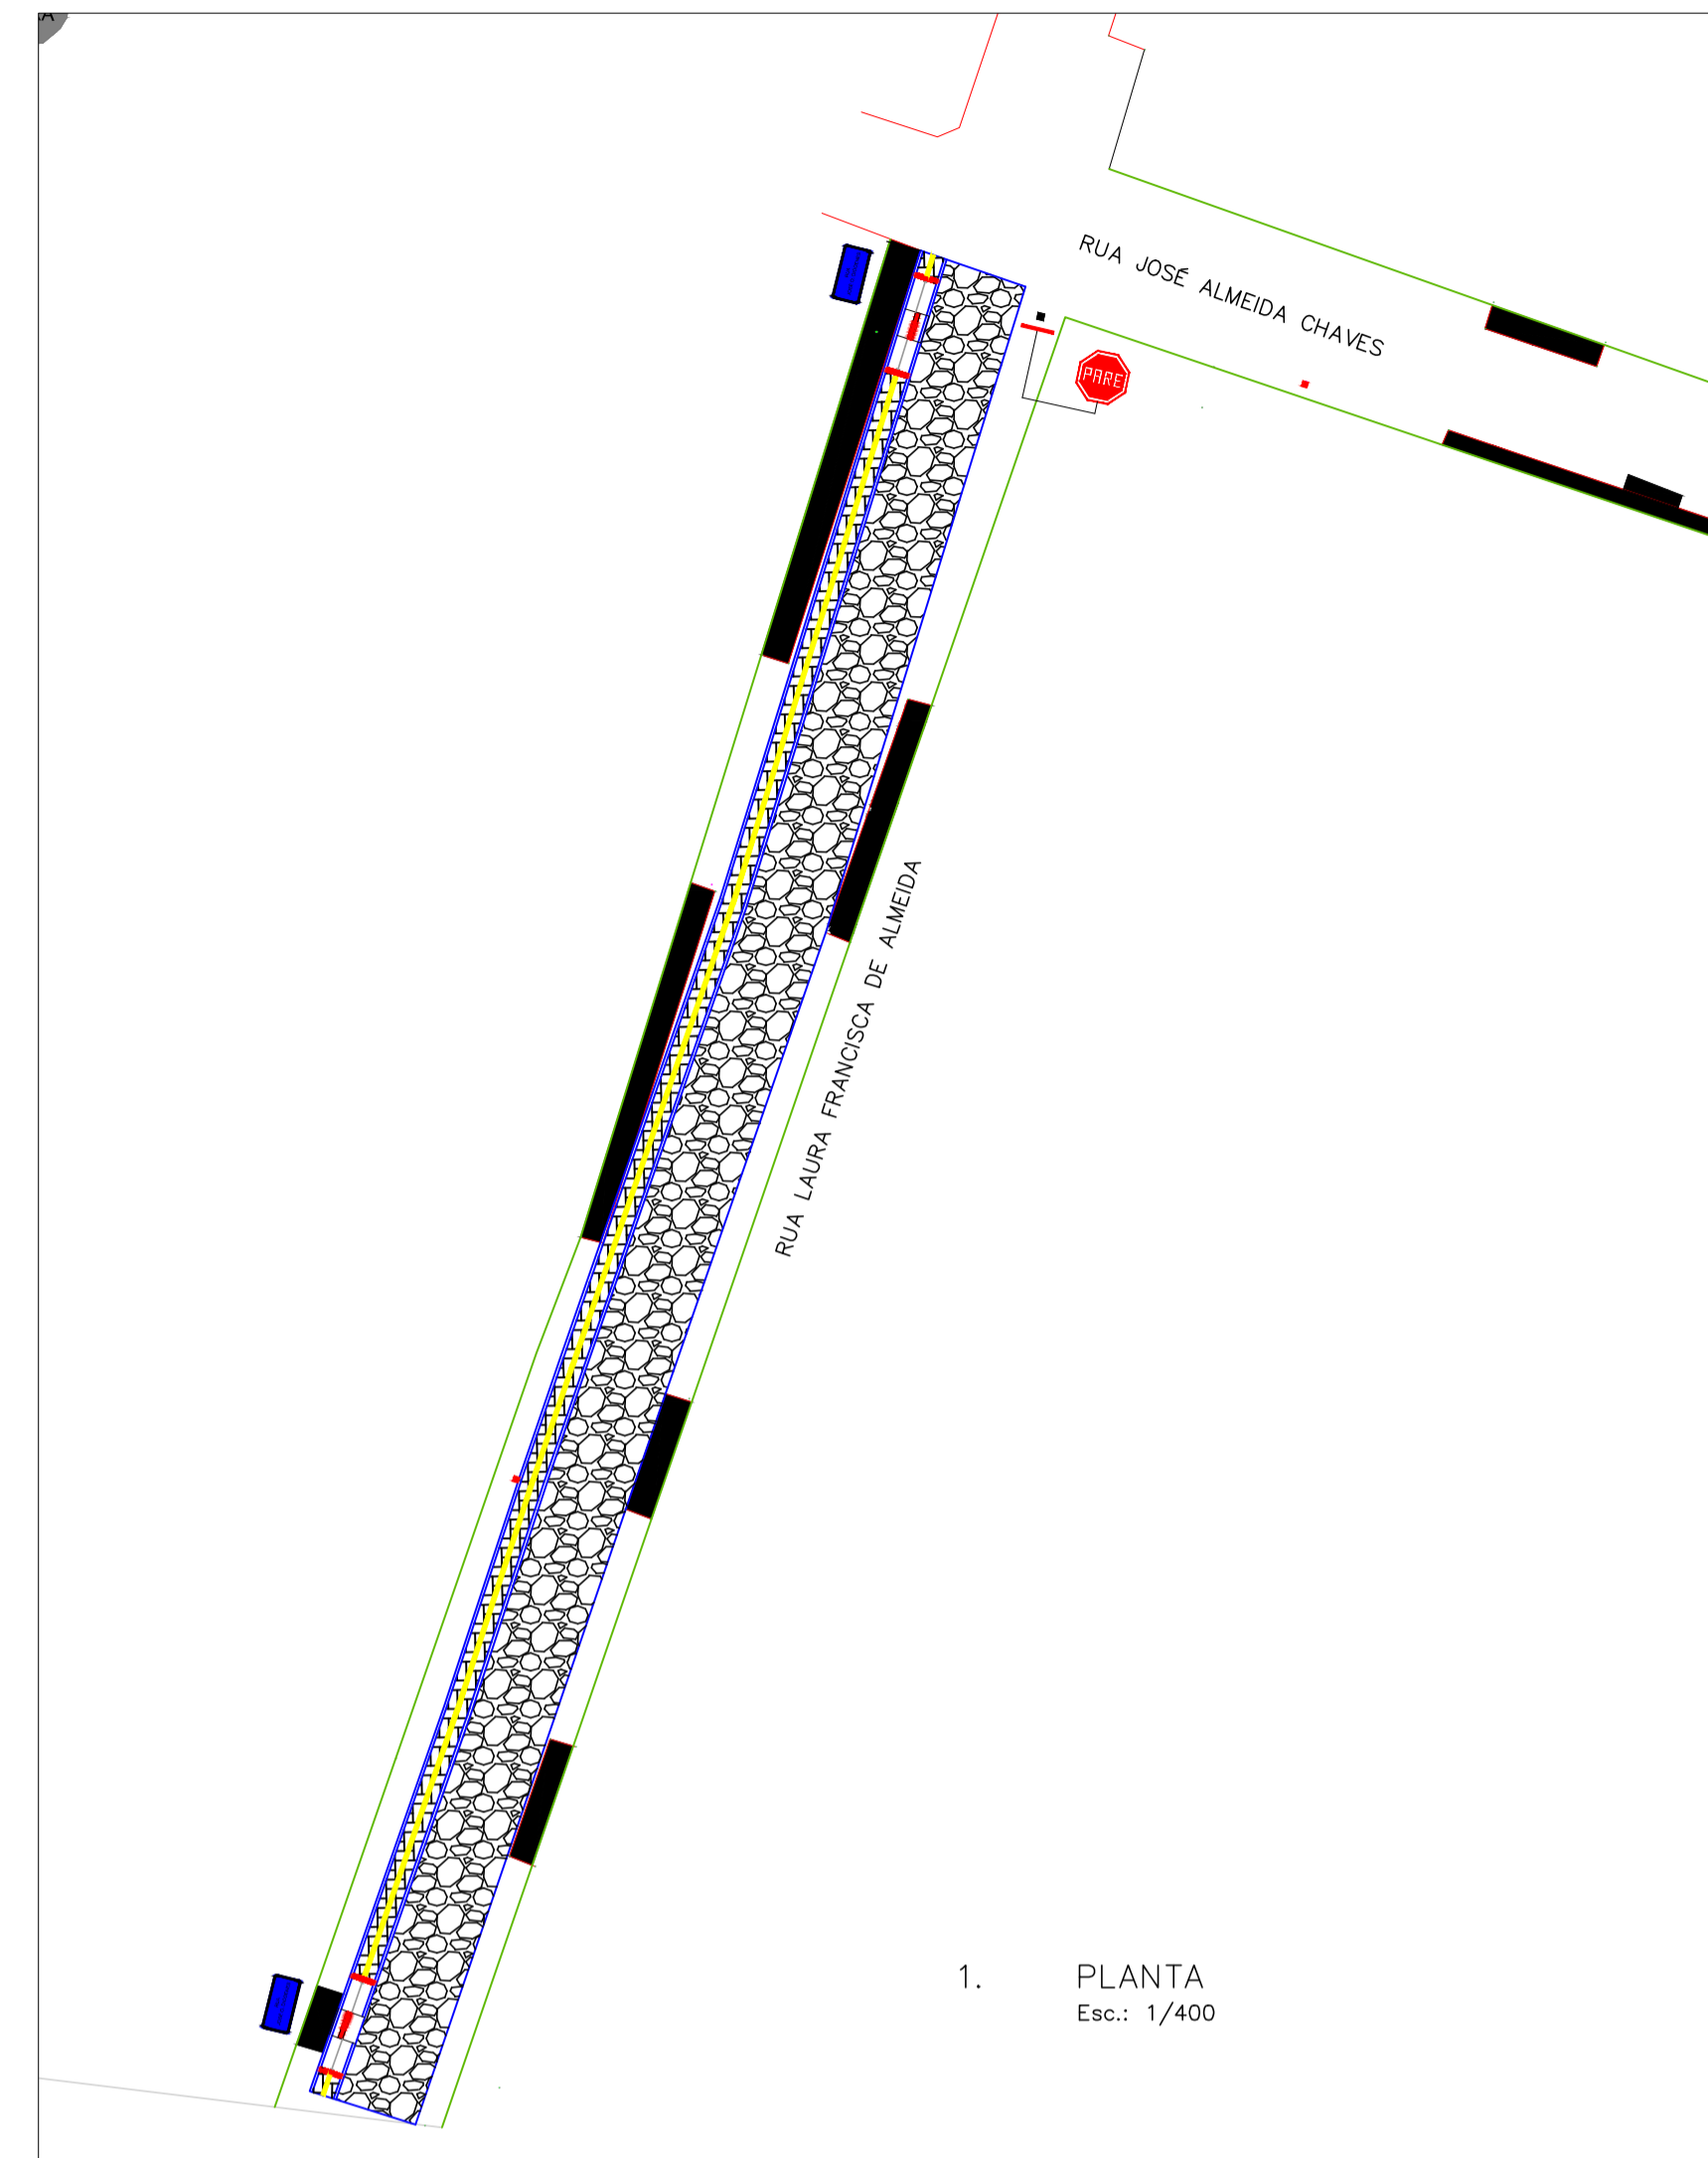 RUA JOSÉ ALMEIDA CHAVES
PARE
RUA LAURA FRANCISCA DE ALMEIDA
1. PLANTA
Esc.: 1/400